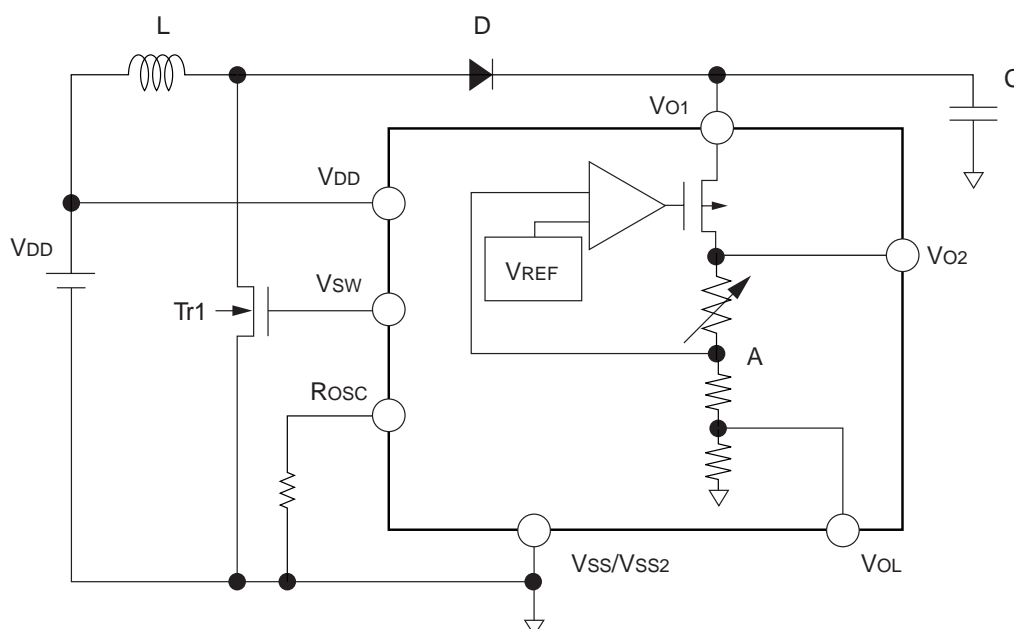 L
D
C
VO1
VDD
VDD
VREF
VO2
VSW
Tr1
A
ROSC
VSS/VSS2
VOL